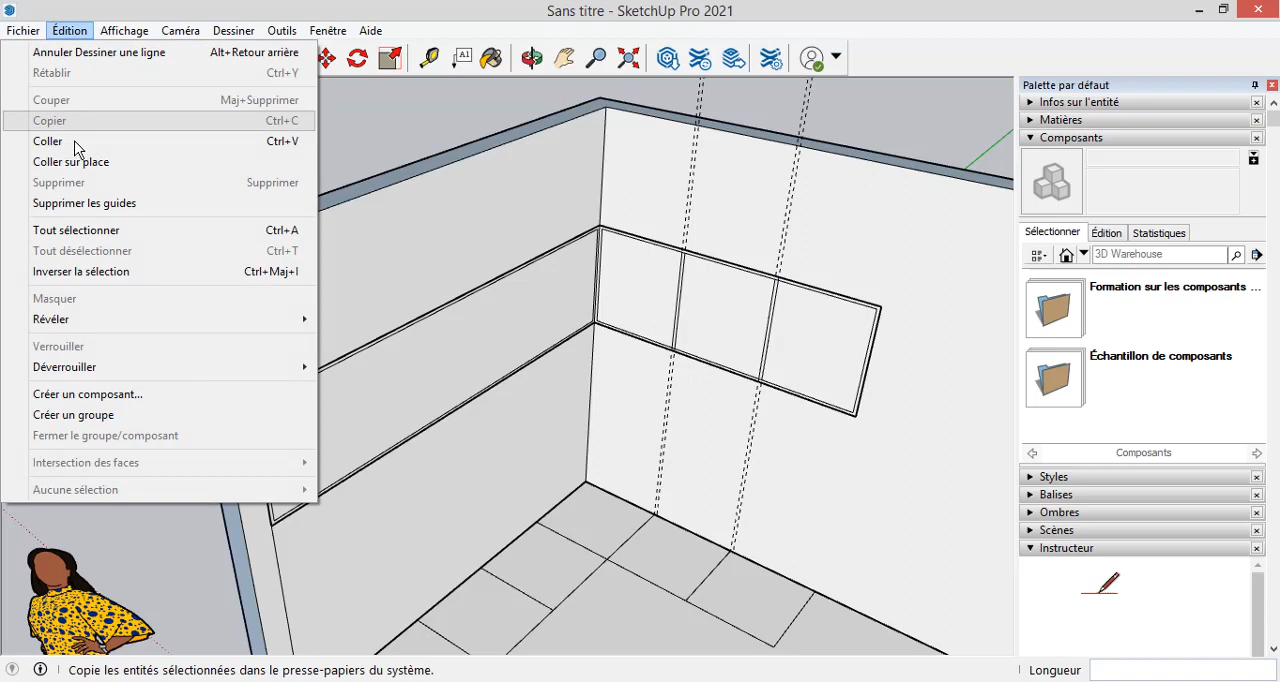 Sans titre - SketchUp Pro 2021
Fichier Édition Affichage Caméra Dessiner Outils Fenêtre Aide
Annuler Dessiner une ligne Alt+Retour arrière
Rétablir Ctrl+Y
Couper Maj+Supprimer
Copier Ctrl+C
Coller Ctrl+V
Coller sur place
Supprimer Supprimer
Supprimer les guides
Tout sélectionner Ctrl+A
Tout désélectionner Ctrl+T
Inverser la sélection Ctrl+Maj+I
Masquer
Révéler
Verrouiller
Déverrouiller
Créer un composant...
Créer un groupe
Fermer le groupe/composant
Intersection des faces
Aucune sélection
A1
Palette par défaut
Infos sur l'entité
Matières
Composants
Sélectionner Édition Statistiques
3D Warehouse
Formation sur les composants ...
Échantillon de composants
Composants
Styles
Balises
Ombres
Scènes
Instructeur
Copie les entités sélectionnées dans le presse-papiers du système.
Longueur